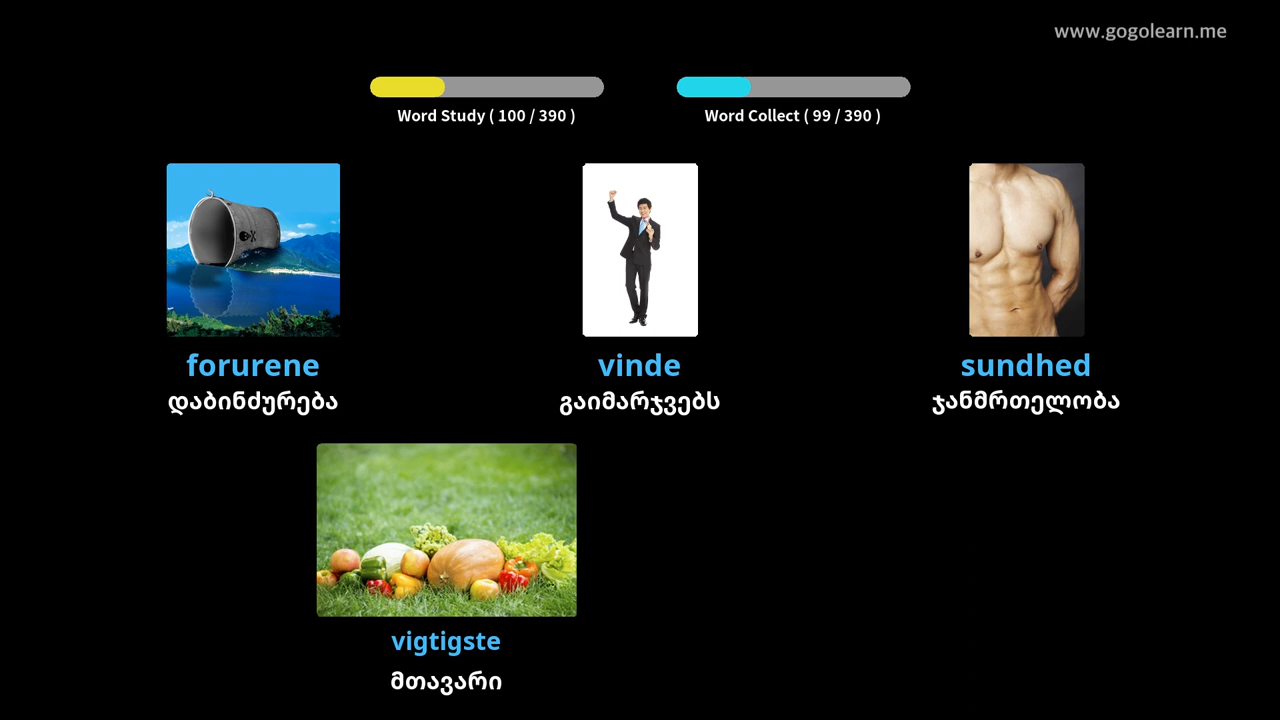 www.gogolearn.me
Word Study ( 100 / 390 )
Word Collect ( 99 / 390 )
forurene
დაბინძურება
vinde
გაიმარჯვებს
sundhed
ჯანმრთელობა
vigtigste
მთავარი